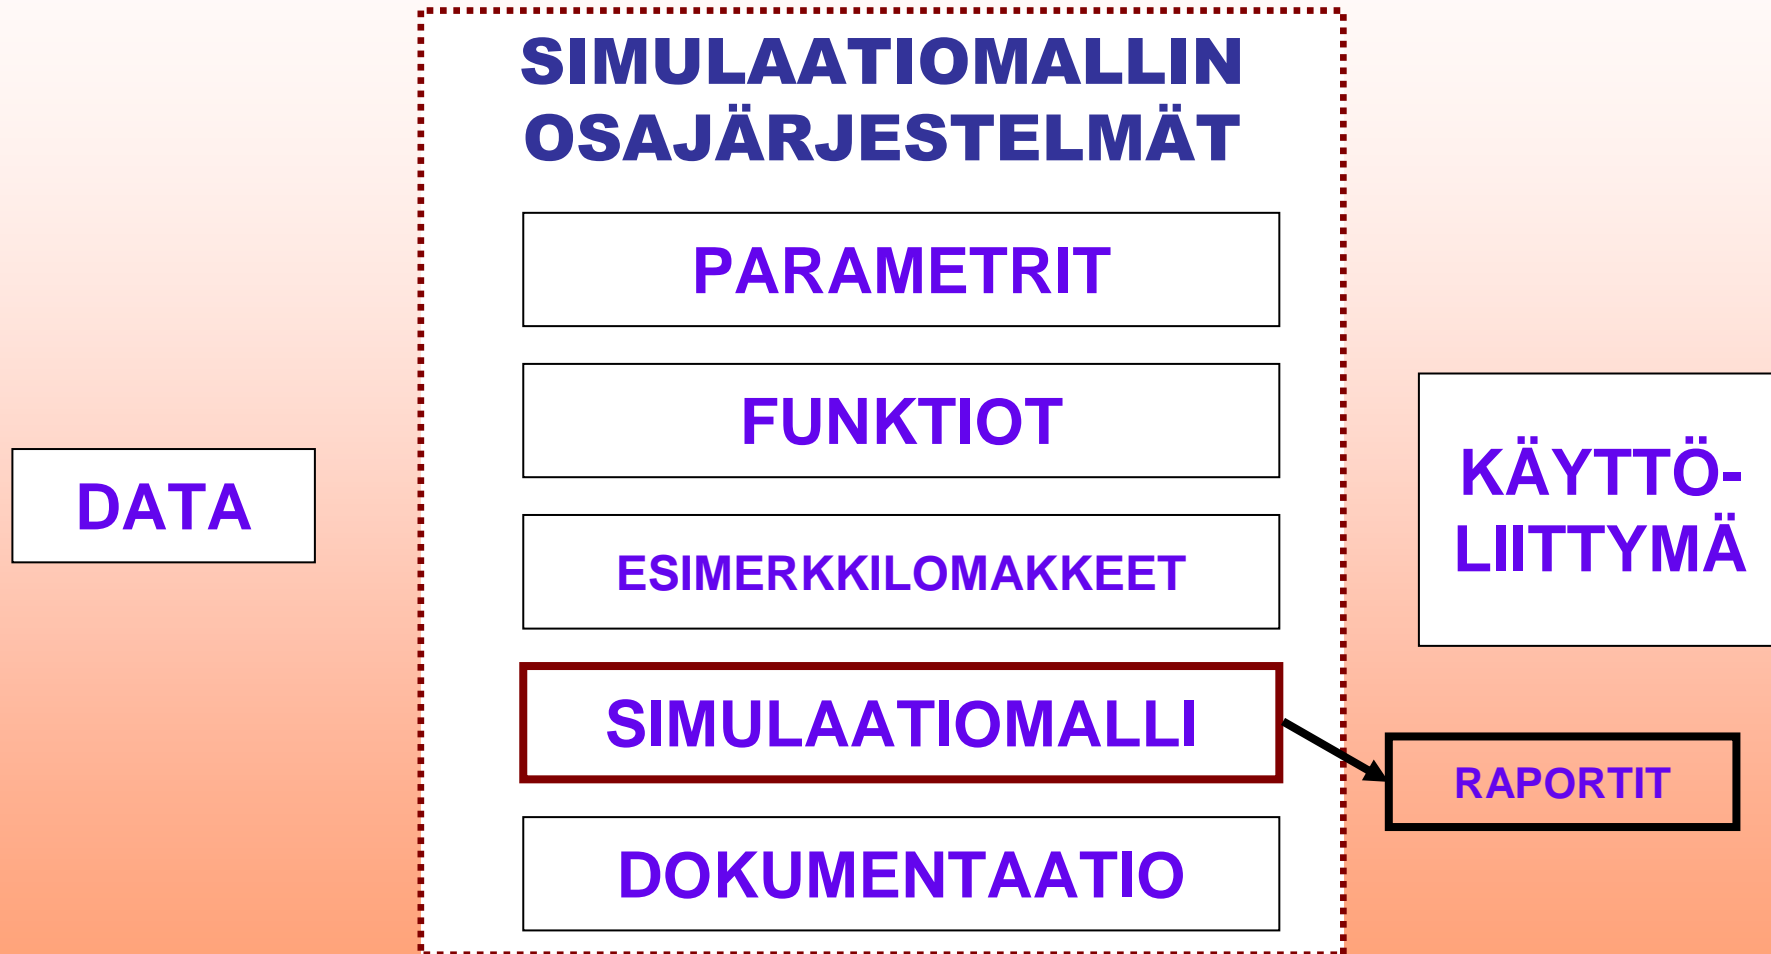 SIMULAATIOMALLIN
OSAJÄRJESTELMÄT
PARAMETRIT
FUNKTIOT
ESIMERKKILOMAKKEET
SIMULAATIOMALLI
DOKUMENTAATIO
DATA
KÄYTTÖ-
LIITTYMÄ
RAPORTIT